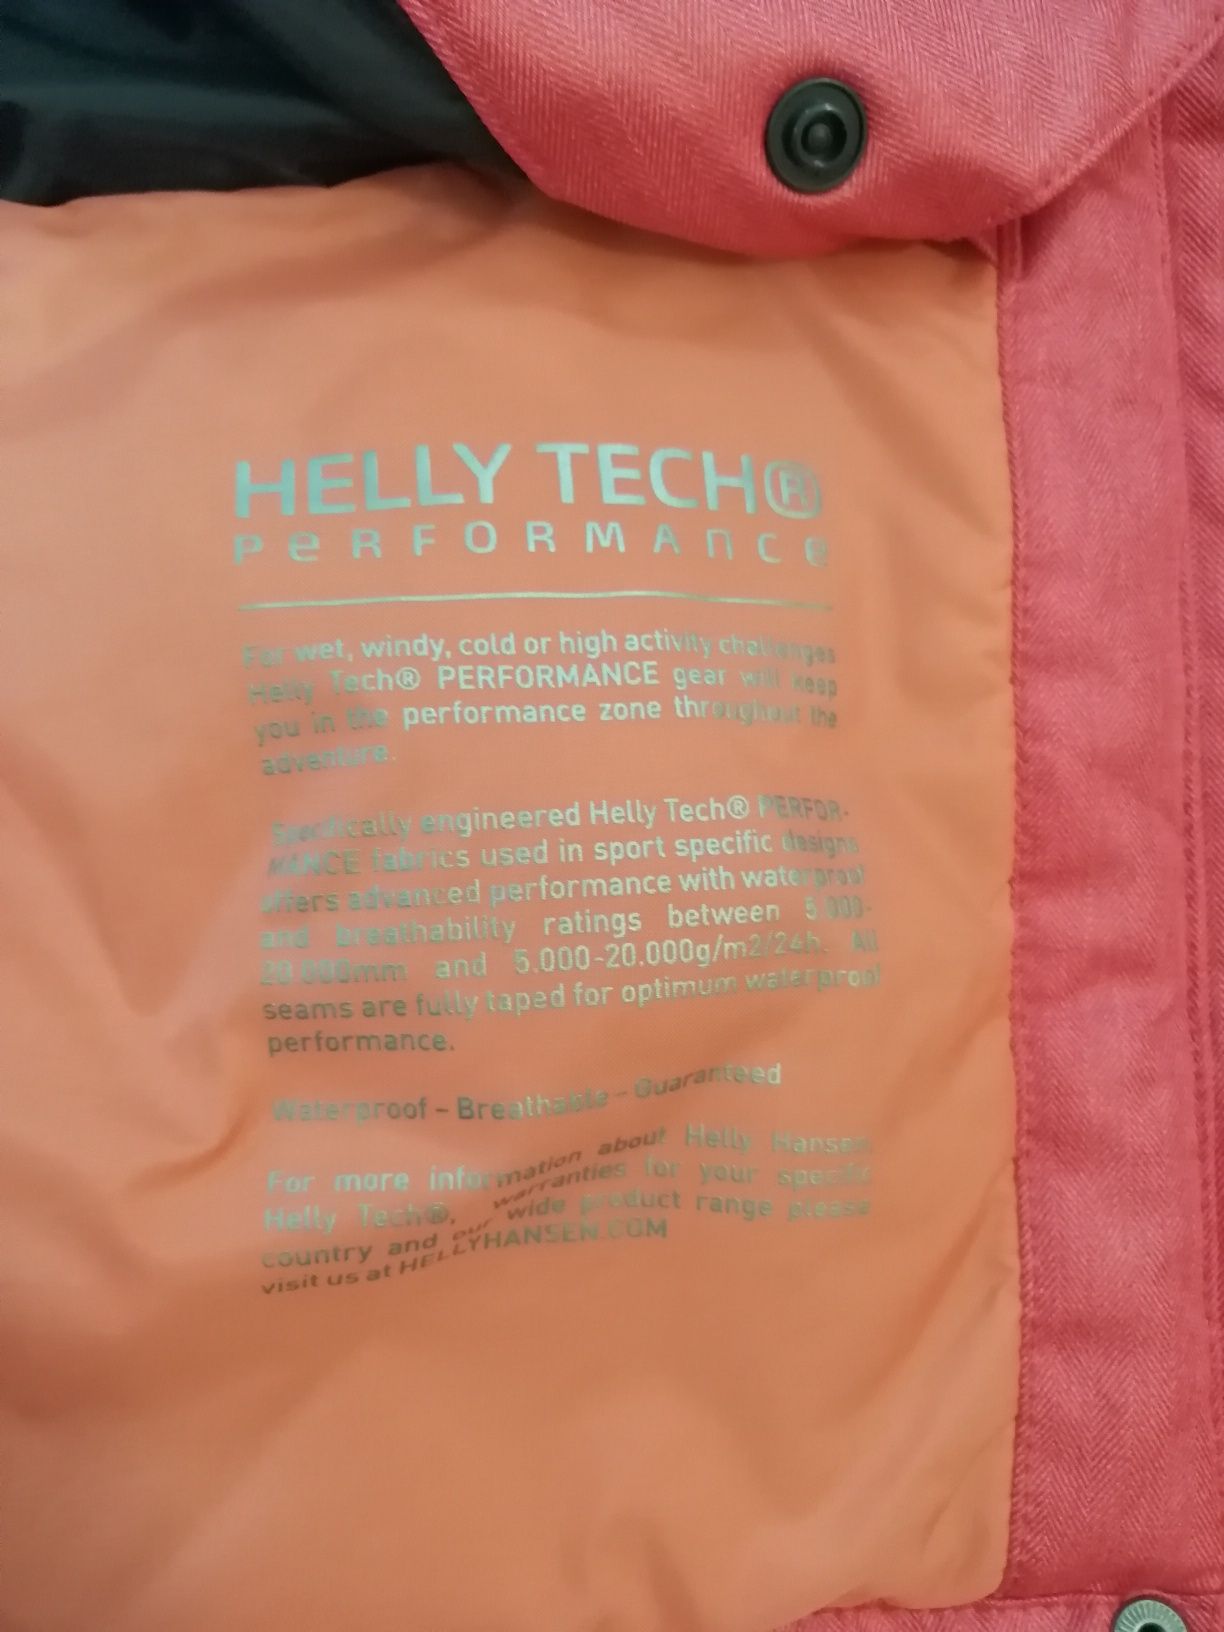 HELLY TECH®
PeRFORMAnce
For wet, windy, cold or high activity challenges
Helly Tech® PERFORMANCE gear will keep
you in the performance zone throughout the
adventure.
Specifically engineered Helly Tech® PERFOR-
MANCE fabrics used in sport specific designs
offers advanced performance with waterproof
and breathability ratings between 5.000-
20.000mm and 5.000-20.000g/m2/24h. All
seams are fully taped for optimum waterproof
performance.
Waterproof - Breathable - Guaranteed
For more information about Helly Hansen
Helly Tech®, warranties for your specific
country and our wide product range please
visit us at HELLYHANSEN.COM